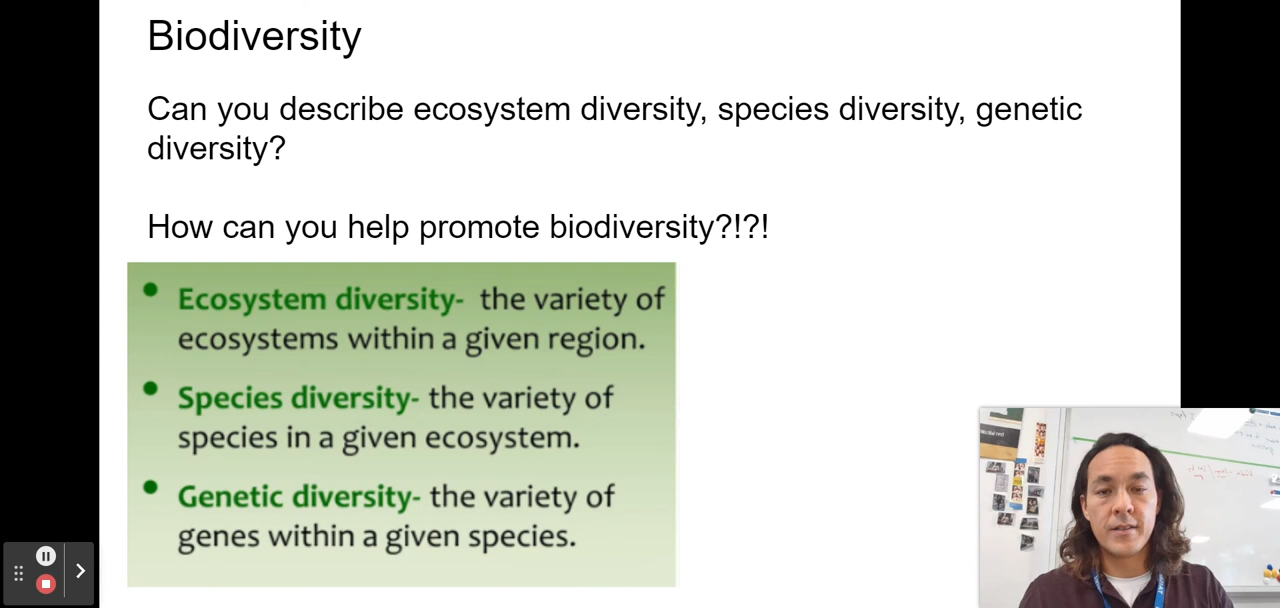 Biodiversity
Can you describe ecosystem diversity, species diversity, genetic
diversity?
How can you help promote biodiversity?!?!
• Ecosystem diversity- the variety of
ecosystems within a given region.
• Species diversity- the variety of
species in a given ecosystem.
• Genetic diversity- the variety of
genes within a given species.